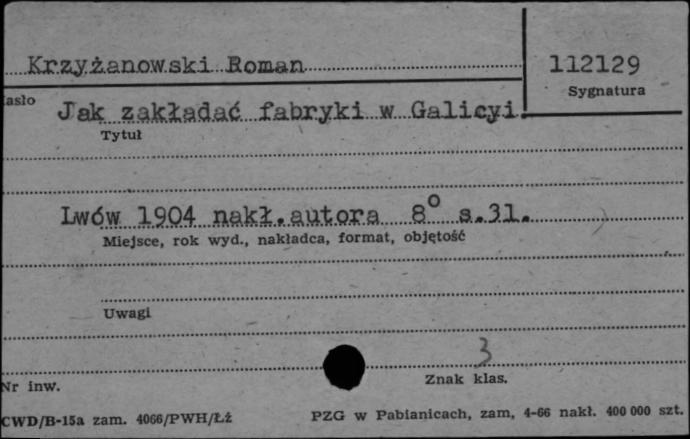 Krzyżanowski Roman
112129
Sygnatura
asło
Jak zakładać fabryki w Galicyi.
Tytuł
Lwów 1904 nakł.autora 8° s.31.
Miejsce, rok wyd., nakładca, format, objętość
Uwagi
3
Nr inw.
Znak klas.
CWD/B-15a zam. 4066/PWH/Łż
PZG w Pabianicach, zam, 4-66 nakł. 400 000 szt.